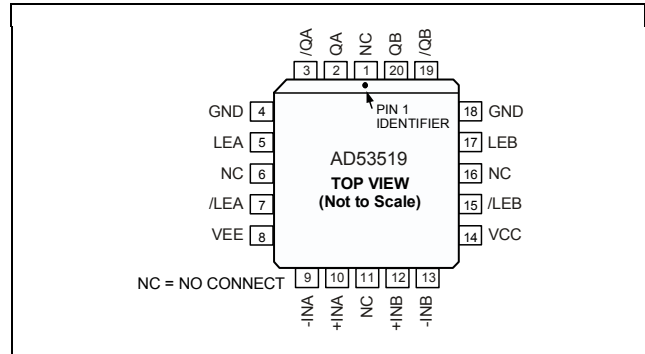 /QA QA NC QB /QB
3 2 1 20 19
PIN 1
IDENTIFIER
GND 4
LEA 5
NC 6
/LEA 7
VEE 8
18 GND
17 LEB
16 NC
15 /LEB
14 VCC
AD53519
TOP VIEW
(Not to Scale)
NC = NO CONNECT
9 10 11 12 13
-INA +INA NC +INB -INB